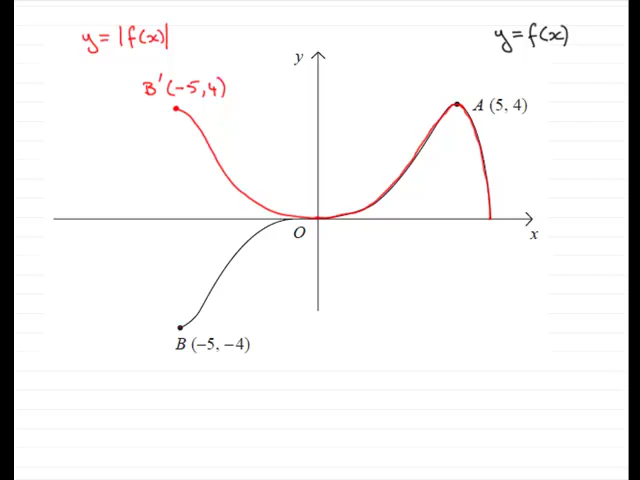 y = |f(x)|
y = f(x)
y
B'(-5, 4)
A (5, 4)
O
x
B (−5, −4)